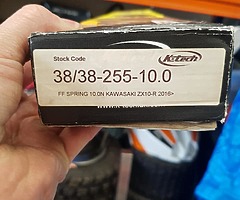 Stock Code
K-tech
38/38-255-10.0
FF SPRING 10.0N KAWASAKI ZX10-R 2016>